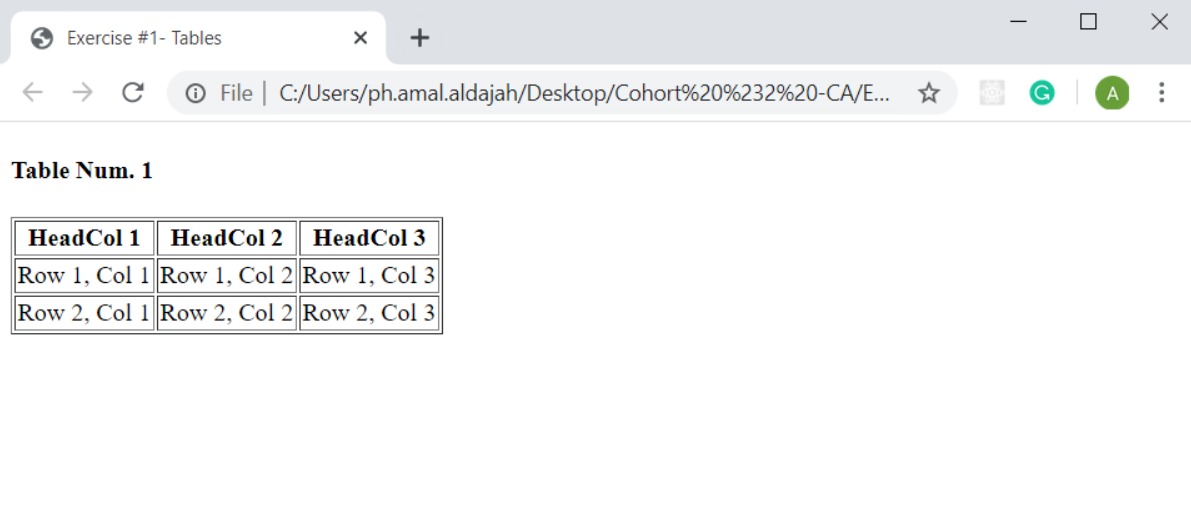 Exercise #1- Tables
File | C:/Users/ph.amal.aldajah/Desktop/Cohort%20%232%20-CA/E... A
Table Num. 1
HeadCol 1 HeadCol 2 HeadCol 3
Row 1, Col 1 Row 1, Col 2 Row 1, Col 3
Row 2, Col 1 Row 2, Col 2 Row 2, Col 3